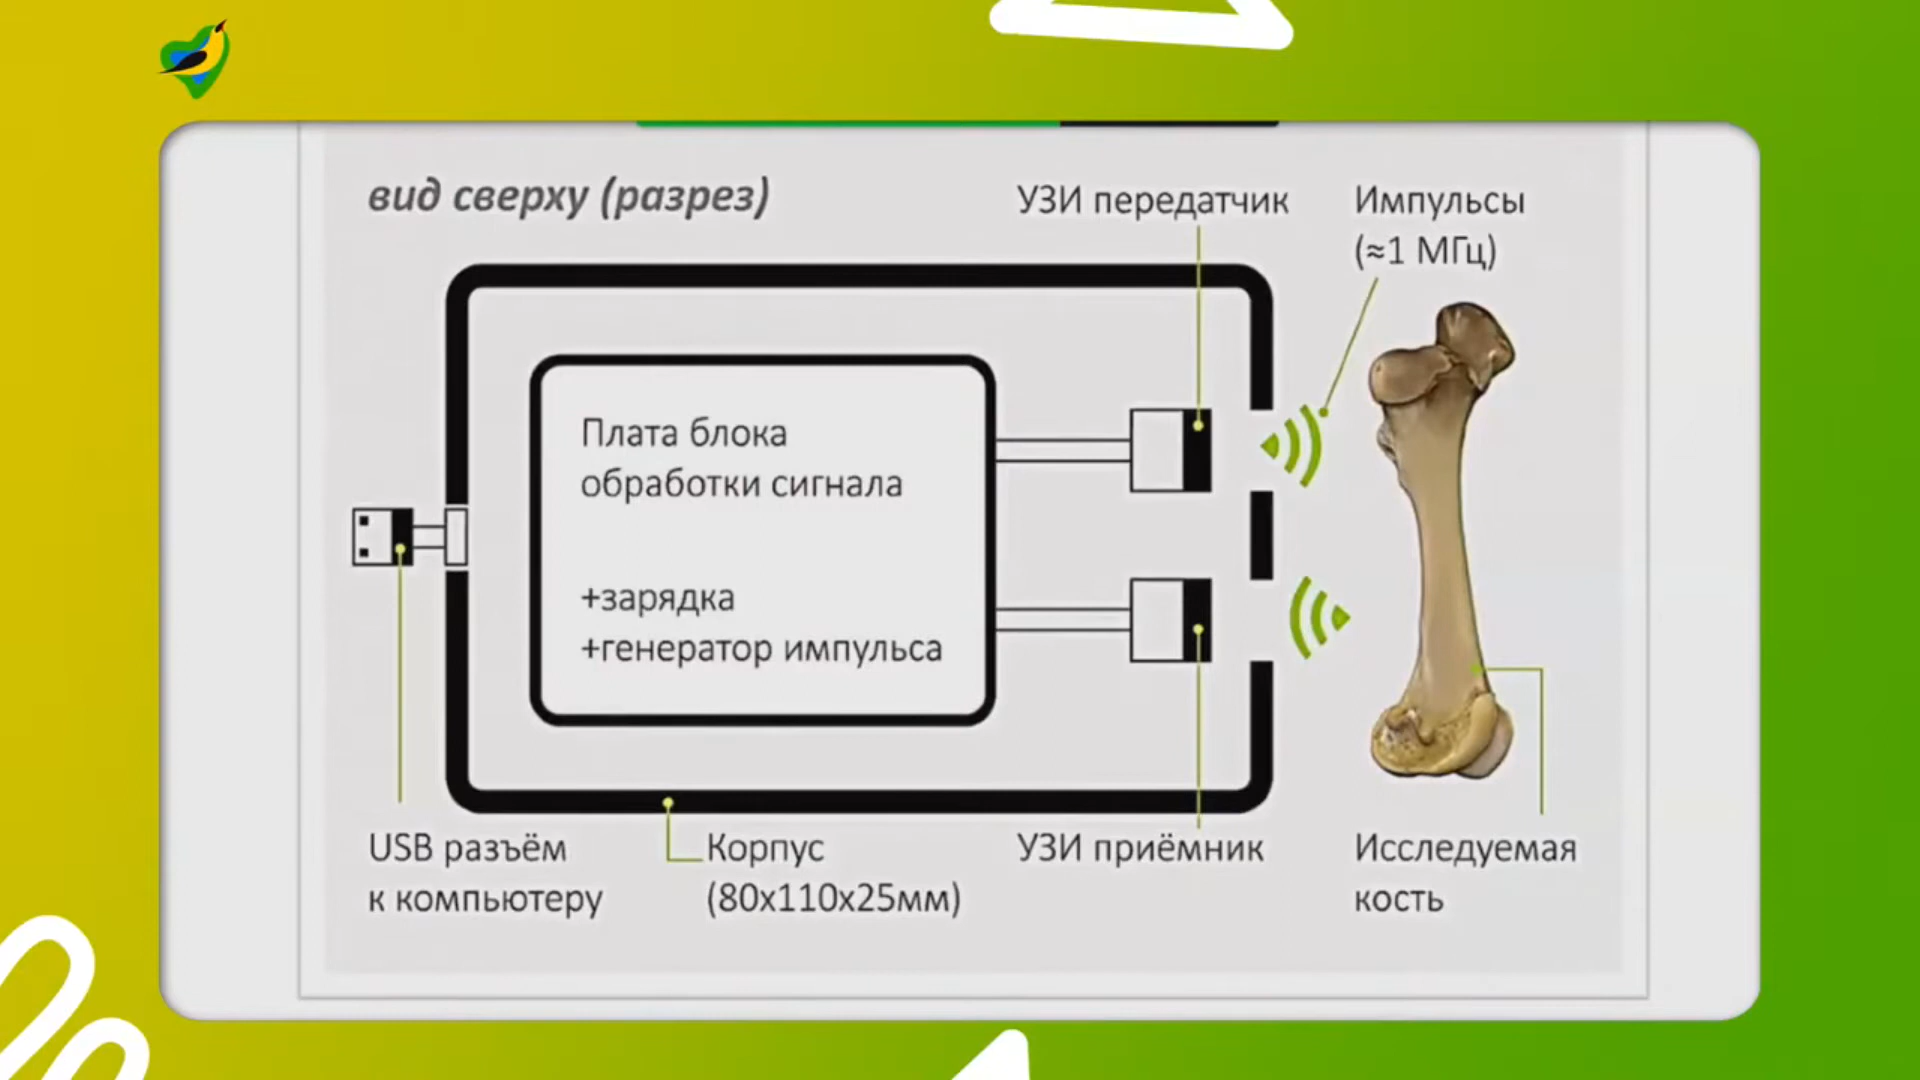 вид сверху (разрез)
УЗИ передатчик
Импульсы
(≈1 МГц)
Плата блока
обработки сигнала
+зарядка
+генератор импульса
USB разъём
к компьютеру
Корпус
(80х110х25мм)
УЗИ приёмник
Исследуемая
кость